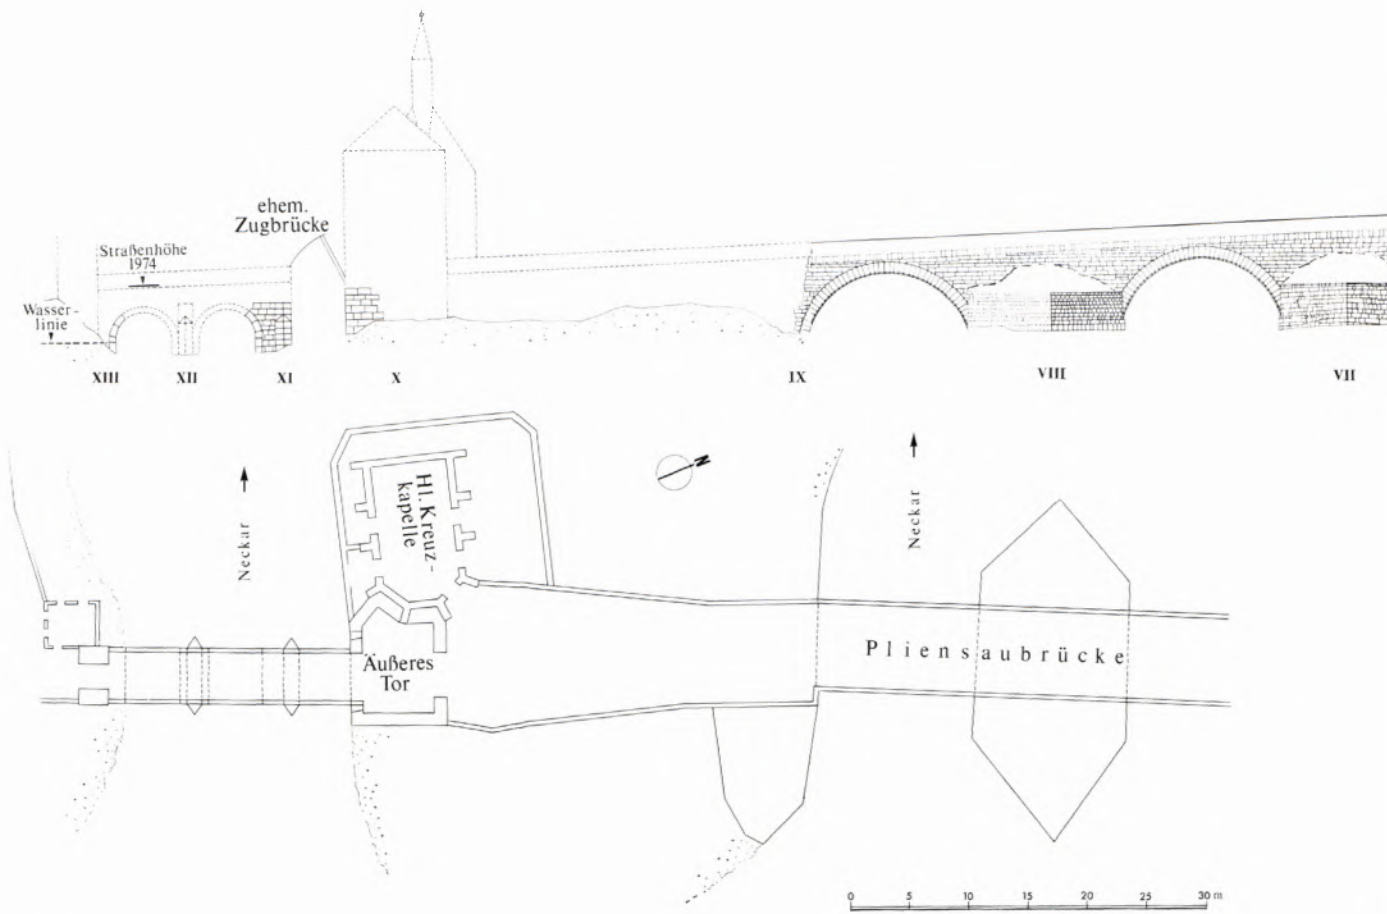 ehem.
Zugbrücke
Straßenhöhe
1974
Wasser-
linie
XIII XII XI X IX VIII VII
Neckar
Hl. Kreuz-
kapelle
N
Neckar
Äußeres
Tor
Pliensaubrücke
0 5 10 15 20 25 30 m